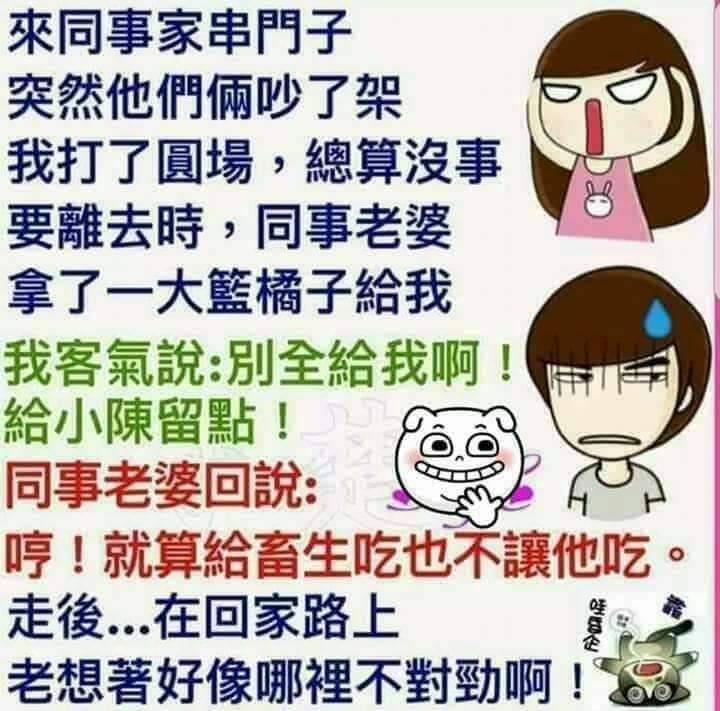 來同事家串門子
突然他們倆吵了架
我打了圓場，總算沒事
要離去時，同事老婆
拿了一大籃橘子給我
我客氣說:別全給我啊！
給小陳留點！
同事老婆回說:
哼！就算給畜生吃也不讓他吃。
走後...在回家路上
老想著好像哪裡不對勁啊！
哇昏企